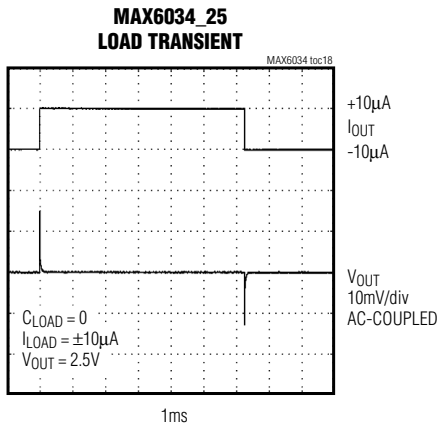 MAX6034_25
LOAD TRANSIENT
MAX6034 toc18
+10μA
IOUT
-10μA
VOUT
10mV/div
AC-COUPLED
CLOAD = 0
ILOAD = ±10μA
VOUT = 2.5V
1ms